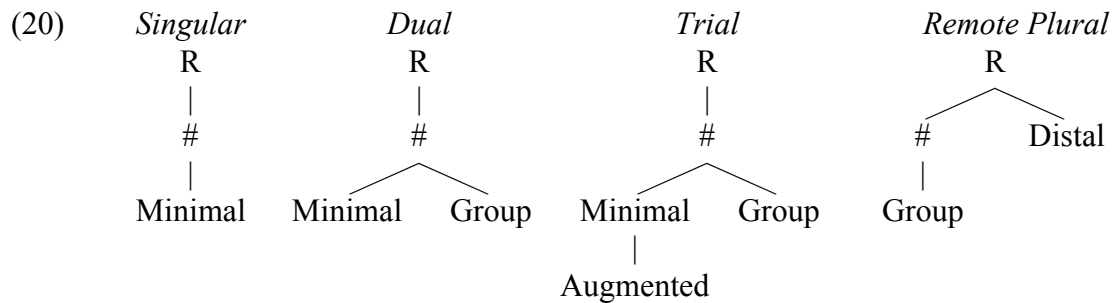 (20) Singular Dual Trial Remote Plural
R R R R
# # # # Distal
Minimal Minimal Group Minimal Group Group
Augmented